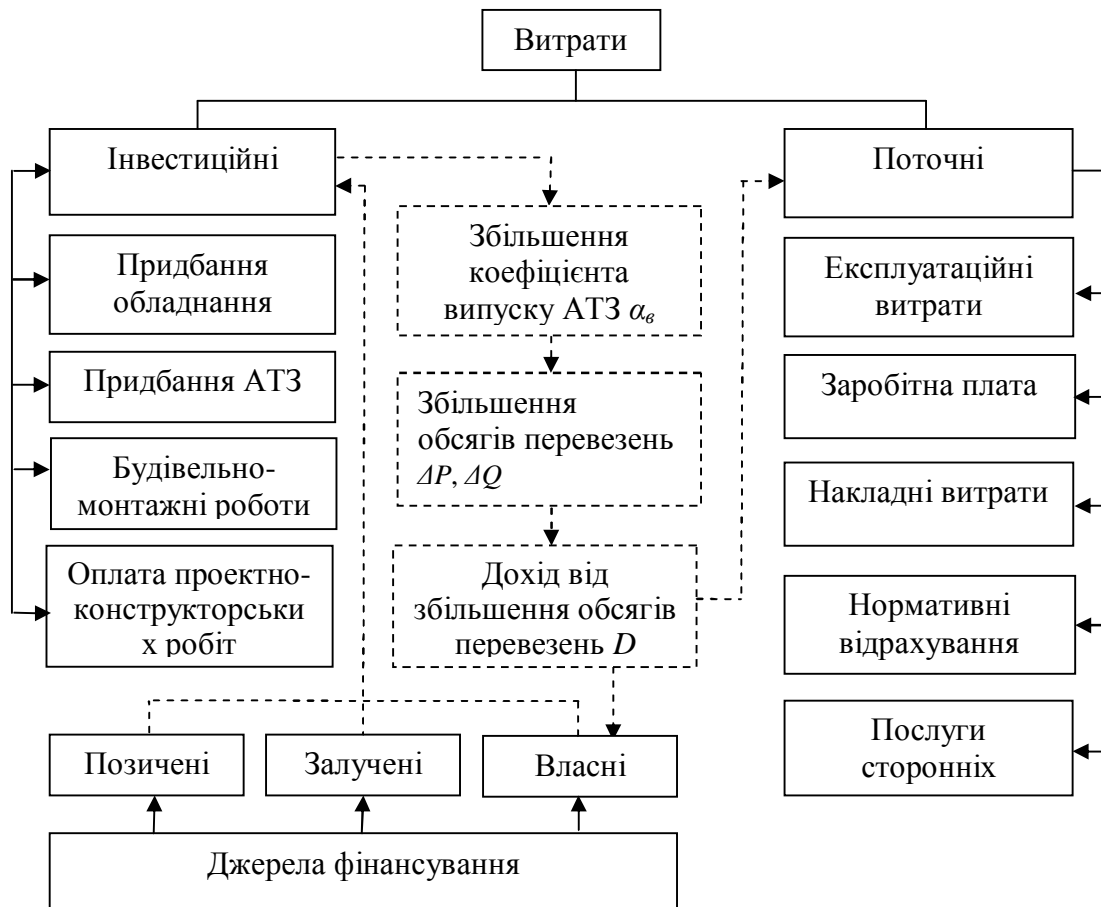 Витрати
Інвестиційні
Придбання
обладнання
Придбання АТЗ
Будівельно-
монтажні роботи
Оплата проектно-
конструкторськи
х робіт
Збільшення
коефіцієнта
випуску АТЗ αв
Збільшення
обсягів перевезень
ΔP, ΔQ
Дохід від
збільшення обсягів
перевезень D
Поточні
Експлуатаційні
витрати
Заробітна плата
Накладні витрати
Нормативні
відрахування
Послуги
сторонніх
Позичені
Залучені
Власні
Джерела фінансування